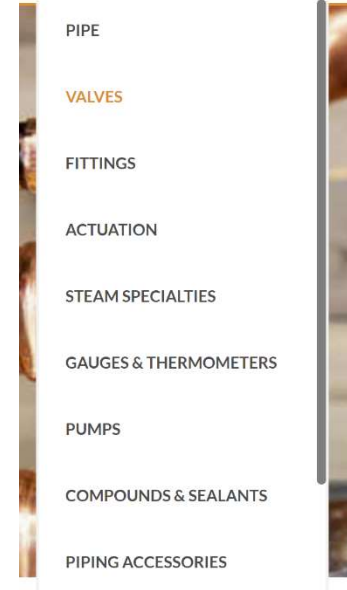 PIPE
VALVES
FITTINGS
ACTUATION
STEAM SPECIALTIES
GAUGES & THERMOMETERS
PUMPS
COMPOUNDS & SEALANTS
PIPING ACCESSORIES